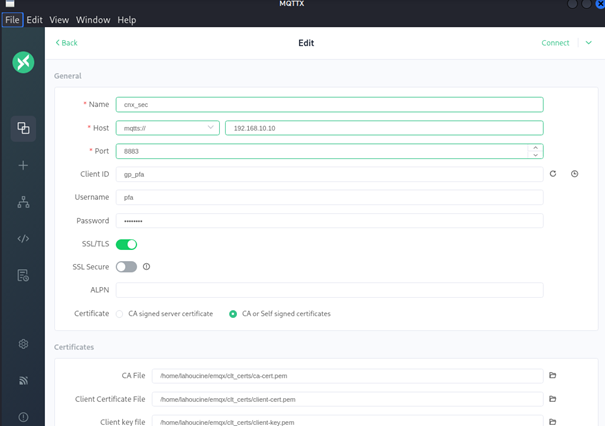 MQTTX
File Edit View Window Help
Back Edit Connect
General
* Name cnx_sec
* Host mqtts:// 192.168.10.10
* Port 8883
Client ID gp_pfa
Username pfa
Password ••••••••
SSL/TLS
SSL Secure
ALPN
Certificate CA signed server certificate CA or Self signed certificates
Certificates
CA File /home/lahoucine/emqx/clt_certs/ca-cert.pem
Client Certificate File /home/lahoucine/emqx/clt_certs/client-cert.pem
Client key file /home/lahoucine/emqx/clt_certs/client-key.pem